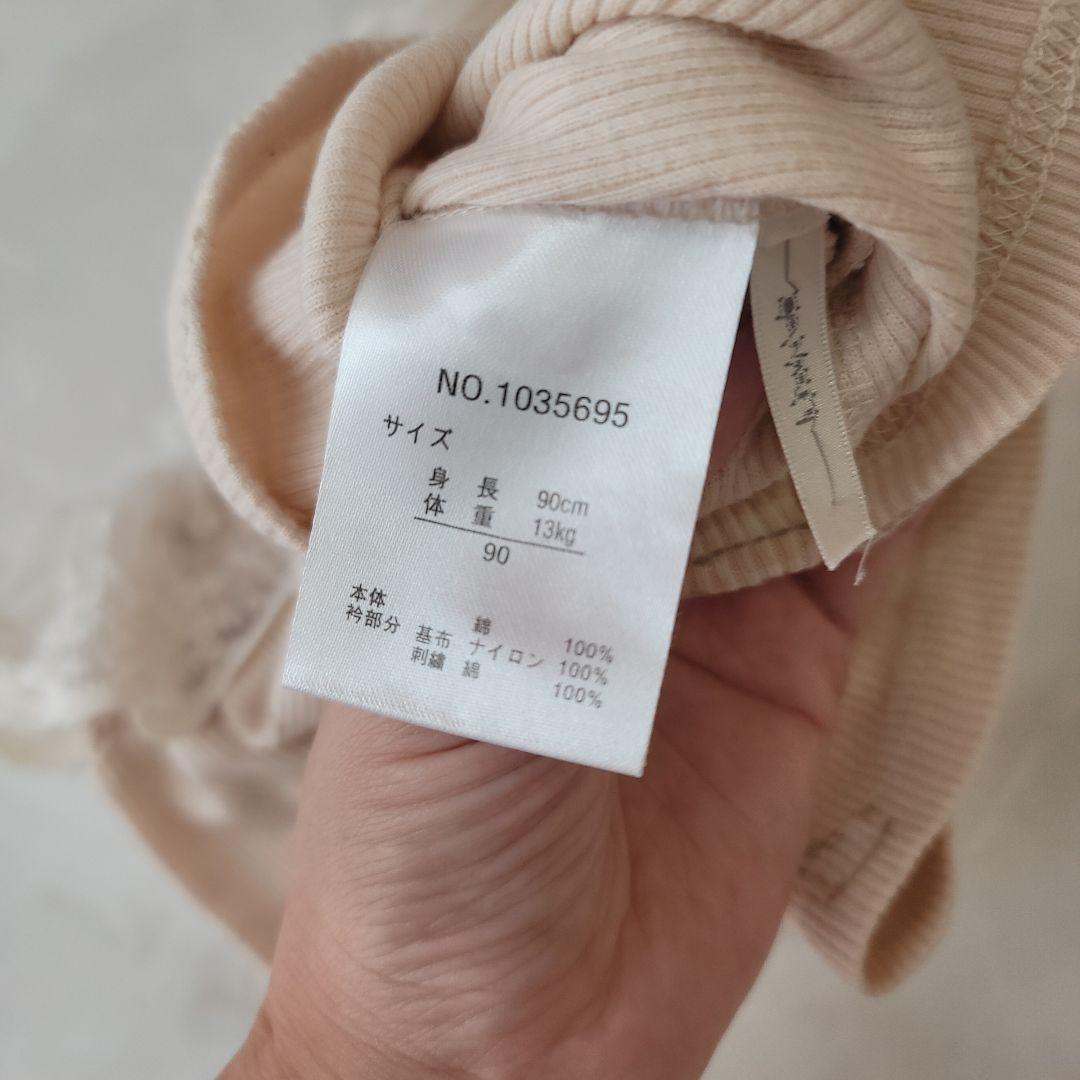 NO.1035695
サイズ
身 長 90cm
体 重 13kg
90
本体 綿 100%
衿部分 基布 ナイロン 100%
刺繍 綿 100%